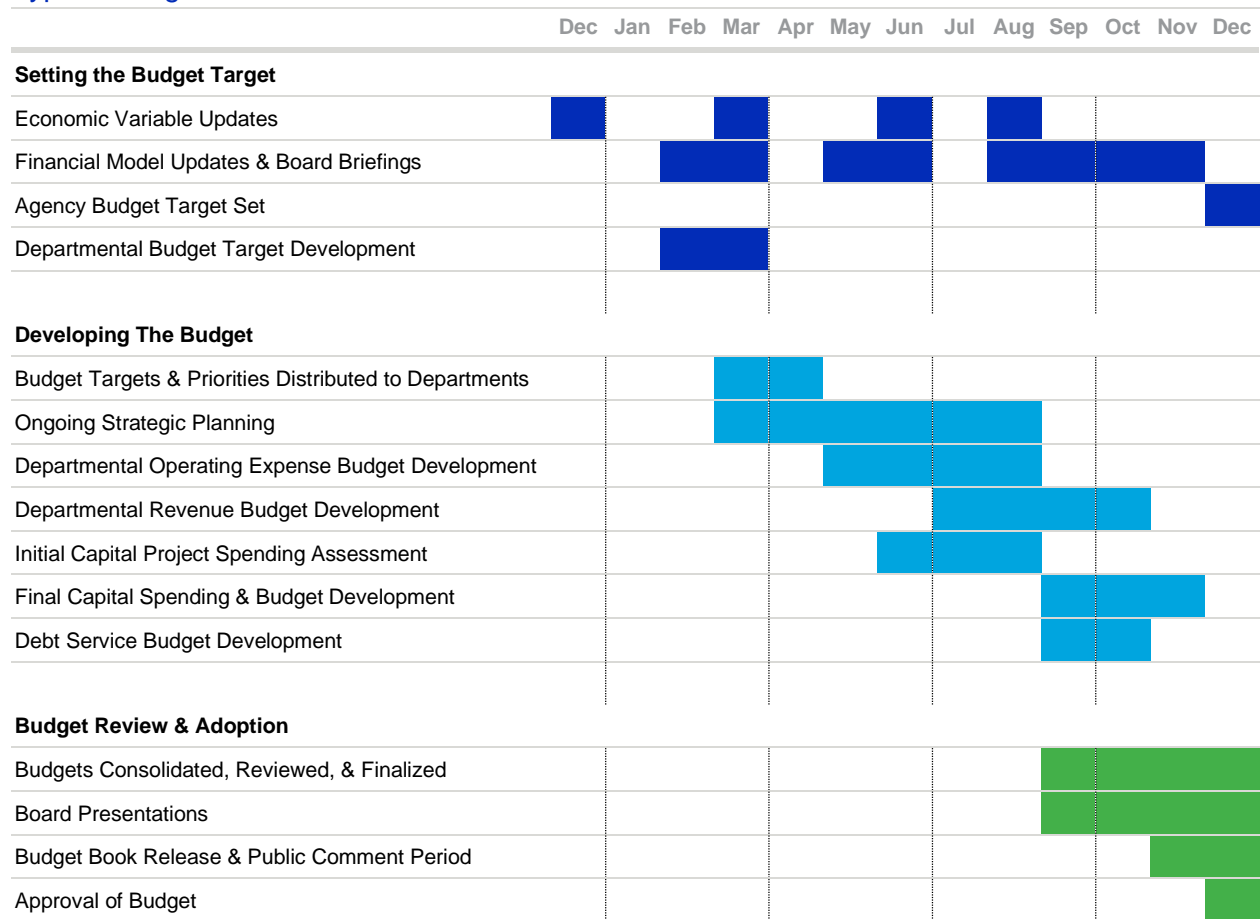 Dec Jan Feb Mar Apr May Jun Jul Aug Sep Oct Nov Dec
Setting the Budget Target
Economic Variable Updates
Financial Model Updates & Board Briefings
Agency Budget Target Set
Departmental Budget Target Development
Developing The Budget
Budget Targets & Priorities Distributed to Departments
Ongoing Strategic Planning
Departmental Operating Expense Budget Development
Departmental Revenue Budget Development
Initial Capital Project Spending Assessment
Final Capital Spending & Budget Development
Debt Service Budget Development
Budget Review & Adoption
Budgets Consolidated, Reviewed, & Finalized
Board Presentations
Budget Book Release & Public Comment Period
Approval of Budget